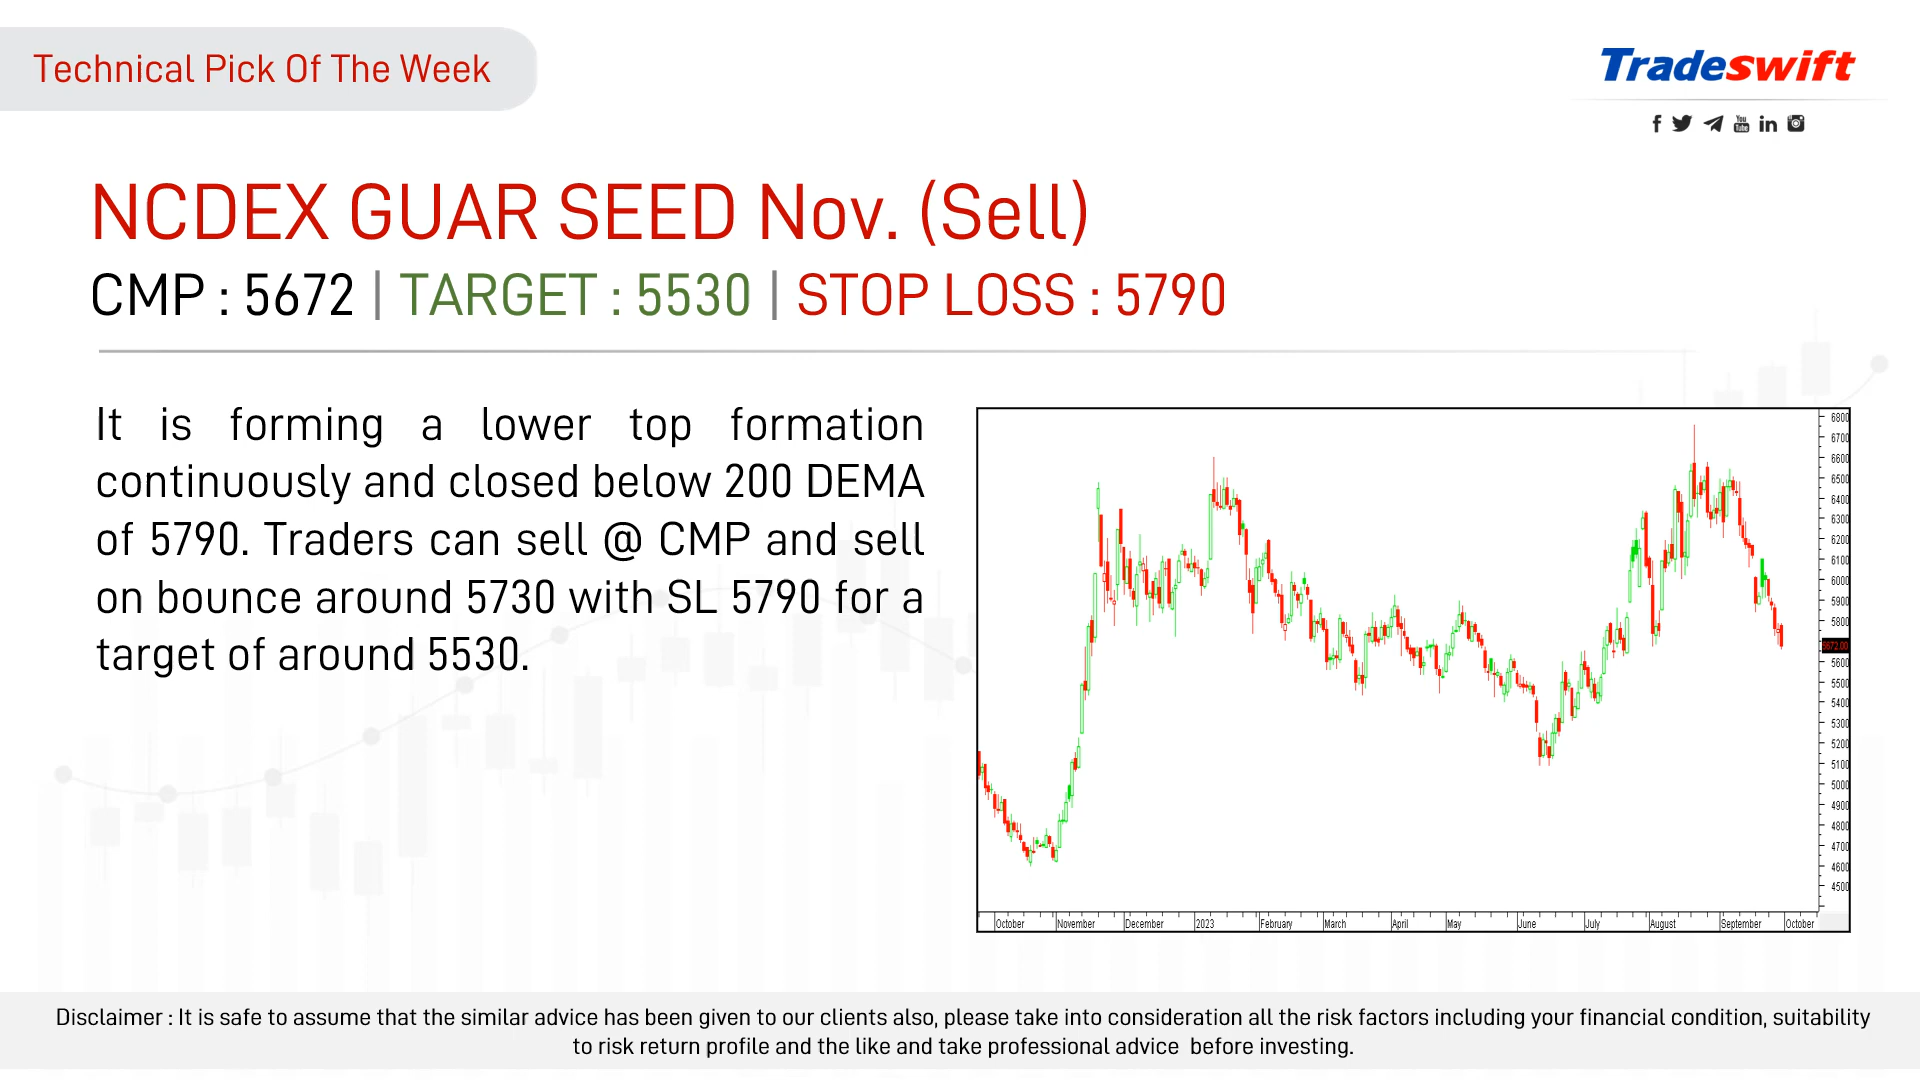 Technical Pick Of The Week
Tradeswift
You
Tube
NCDEX GUAR SEED Nov. (Sell)
CMP : 5672 | TARGET : 5530 | STOP LOSS : 5790
It is forming a lower top formation
continuously and closed below 200 DEMA
of 5790. Traders can sell @ CMP and sell
on bounce around 5730 with SL 5790 for a
target of around 5530.
6800
6700
6600
6500
6400
6300
6200
6100
6000
5900
5800
5672.00
5600
5500
5400
5300
5200
5100
5000
4900
4800
4700
4600
4500
October November December 2023 February March April May June July August September October
Disclaimer : It is safe to assume that the similar advice has been given to our clients also, please take into consideration all the risk factors including your financial condition, suitability
to risk return profile and the like and take professional advice before investing.